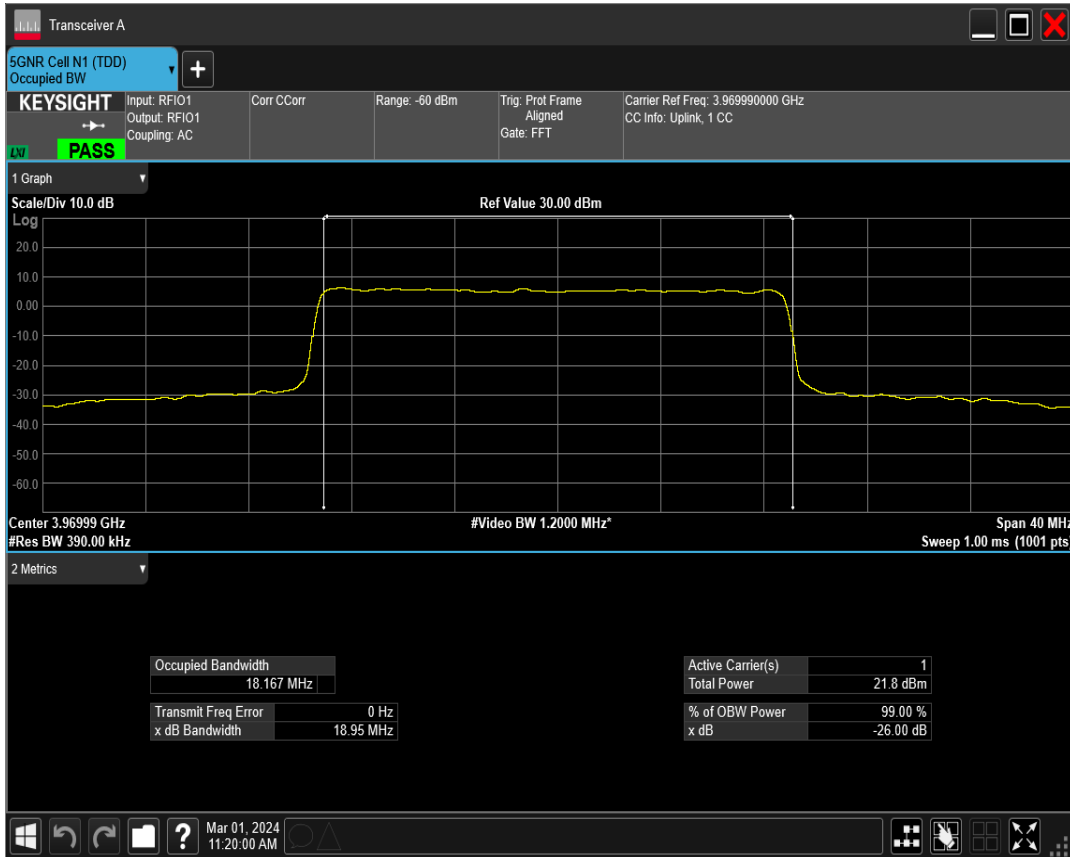 Transceiver A
5GNR Cell N1 (TDD)
Occupied BW
+
KEYSIGHT
LXI
PASS
Input: RFIO1
Output: RFIO1
Coupling: AC
Corr CCorr
Range: -60 dBm
Trig: Prot Frame
Aligned
Gate: FFT
Carrier Ref Freq: 3.969990000 GHz
CC Info: Uplink, 1 CC
1 Graph
Scale/Div 10.0 dB
Ref Value 30.00 dBm
Log
20.0
10.0
0.00
-10.0
-20.0
-30.0
-40.0
-50.0
-60.0
Center 3.96999 GHz
#Video BW 1.2000 MHz*
Span 40 MHz
#Res BW 390.00 kHz
Sweep 1.00 ms (1001 pts)
2 Metrics
Occupied Bandwidth
18.167 MHz
Transmit Freq Error 0 Hz
x dB Bandwidth 18.95 MHz
Active Carrier(s) 1
Total Power 21.8 dBm
% of OBW Power 99.00 %
x dB -26.00 dB
?
Mar 01, 2024
11:20:00 AM